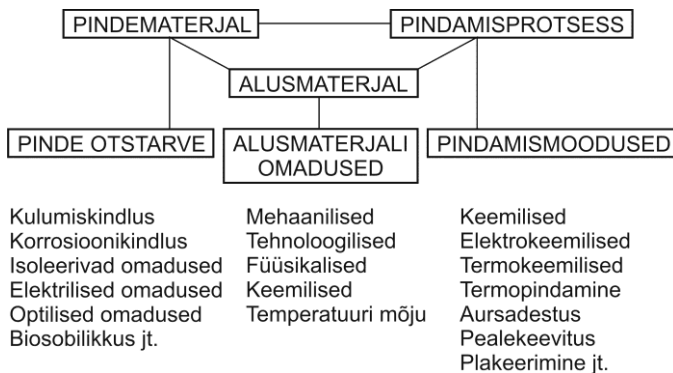 PINDEMATERJAL
PINDAMISPROTSESS
ALUSMATERJAL
PINDE OTSTARVE
ALUSMATERJALI
OMADUSED
PINDAMISMOODUSED
Kulumiskindlus
Korrosioonikindlus
Isoleerivad omadused
Elektrilised omadused
Optilised omadused
Biosobilikkus jt.
Mehaanilised
Tehnoloogilised
Füüsikalised
Keemilised
Temperatuuri mõju
Keemilised
Elektrokeemilised
Termokeemilised
Termopindamine
Aursadestus
Pealekeevitus
Plakeerimine jt.